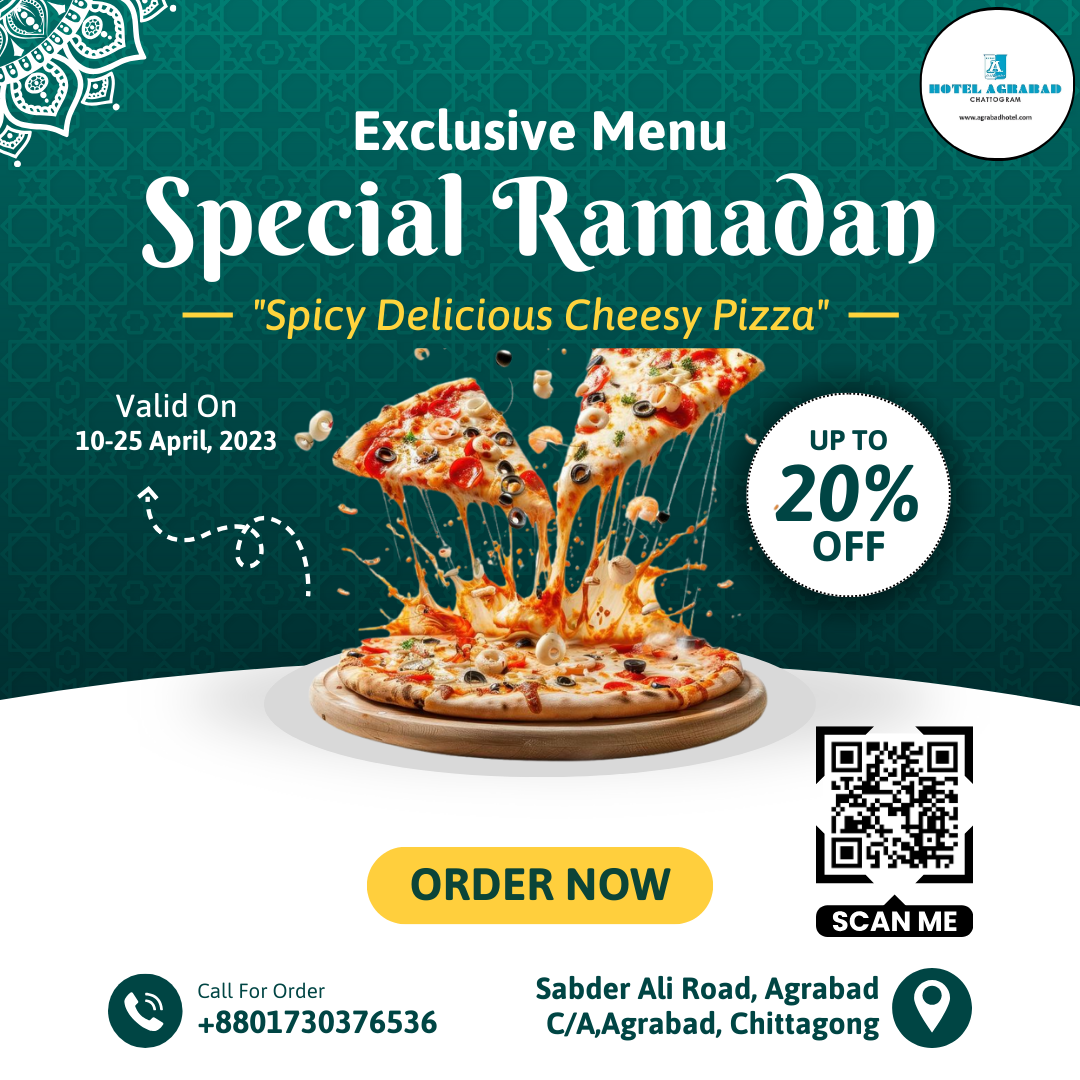 HOTEL AGRABAD
CHATTOGRAM
www.agrabadhotel.com
Exclusive Menu
Special Ramadan
"Spicy Delicious Cheesy Pizza"
Valid On
10-25 April, 2023
UP TO
20%
OFF
ORDER NOW
SCAN ME
Call For Order
+8801730376536
Sabder Ali Road, Agrabad
C/A,Agrabad, Chittagong